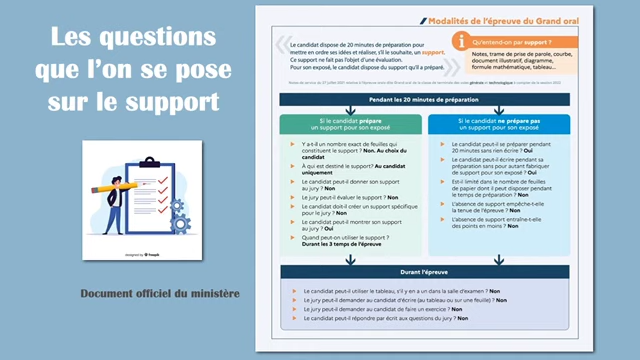 Les questions
que l'on se pose
sur le support
designed by freepik
Document officiel du ministère
Modalités de l'épreuve du Grand oral
Le candidat dispose de 20 minutes de préparation pour
mettre en ordre ses idées et réaliser, s'il le souhaite, un support.
Ce support ne fait pas l'objet d'une évaluation.
Pour son exposé, le candidat qu'il a préparé.
Qu'entend-on par support ?
Notes, trame de prise de parole, courbe,
document illustratif, diagramme,
formule mathématique, tableau...
Pendant les 20 minutes de préparation
Si le candidat prépare
un support pour son exposé
Y a-t-il un nombre exact de feuilles qui
constituent le support ? Non. Au choix du
candidat
À qui est destiné le support? Au candidat
uniquement
Le candidat peut-il donner son support
au jury ? Non
Le jury peut-il évaluer le support ? Non
Le candidat doit-il créer un support spécifique
pour le jury ? Non
Le candidat peut-il montrer son support
au jury ? Oui
Quand peut-on utiliser le support ?
Durant les 3 temps de l'épreuve
Si le candidat ne prépare pas
un support pour son exposé
Le candidat peut-il se préparer pendant
20 minutes sans rien écrire ? Oui
Le candidat peut-il écrire pendant sa
préparation sans pour autant fabriquer
de support pour son exposé ? Oui
Est-il limité dans le nombre de feuilles
de papier dont il peut disposer pendant
le temps de préparation ? Non
L'absence de support empêche-t-elle
la tenue de l'épreuve ? Non
L'absence de support entraîne-t-elle
des points en moins ? Non
Durant l'épreuve
Le candidat peut-il utiliser le tableau, s'il y en a un dans la salle d'examen ? Non
Le jury peut-il demander au candidat d'écrire (au tableau ou sur une feuille) ? Non
Le jury peut-il demander au candidat de faire un exercice ? Non
Le candidat peut-il répondre par écrit aux questions du jury ? Non